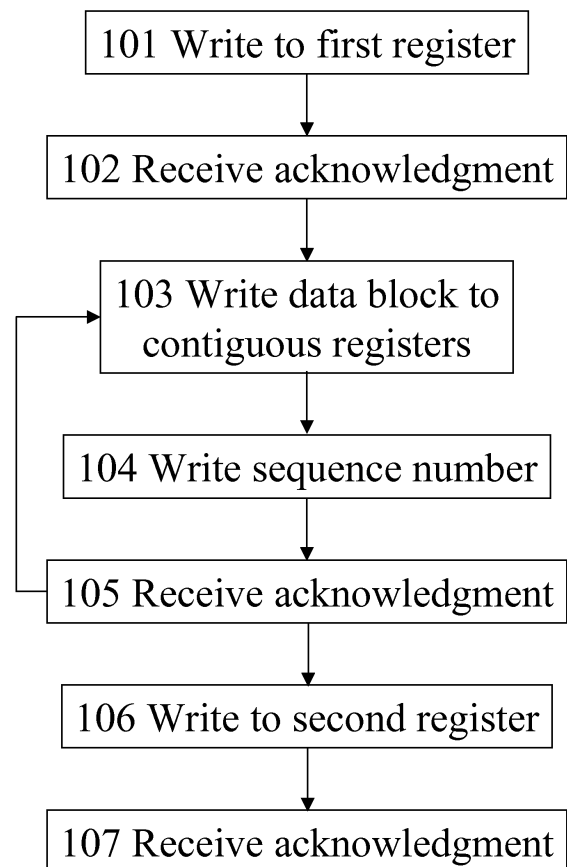 101 Write to first register
102 Receive acknowledgment
103 Write data block to
contiguous registers
104 Write sequence number
105 Receive acknowledgment
106 Write to second register
107 Receive acknowledgment